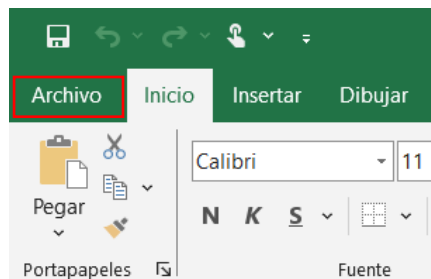 Archivo Inicio Insertar Dibujar
Calibri 11
Pegar
N K S
Portapapeles Fuente